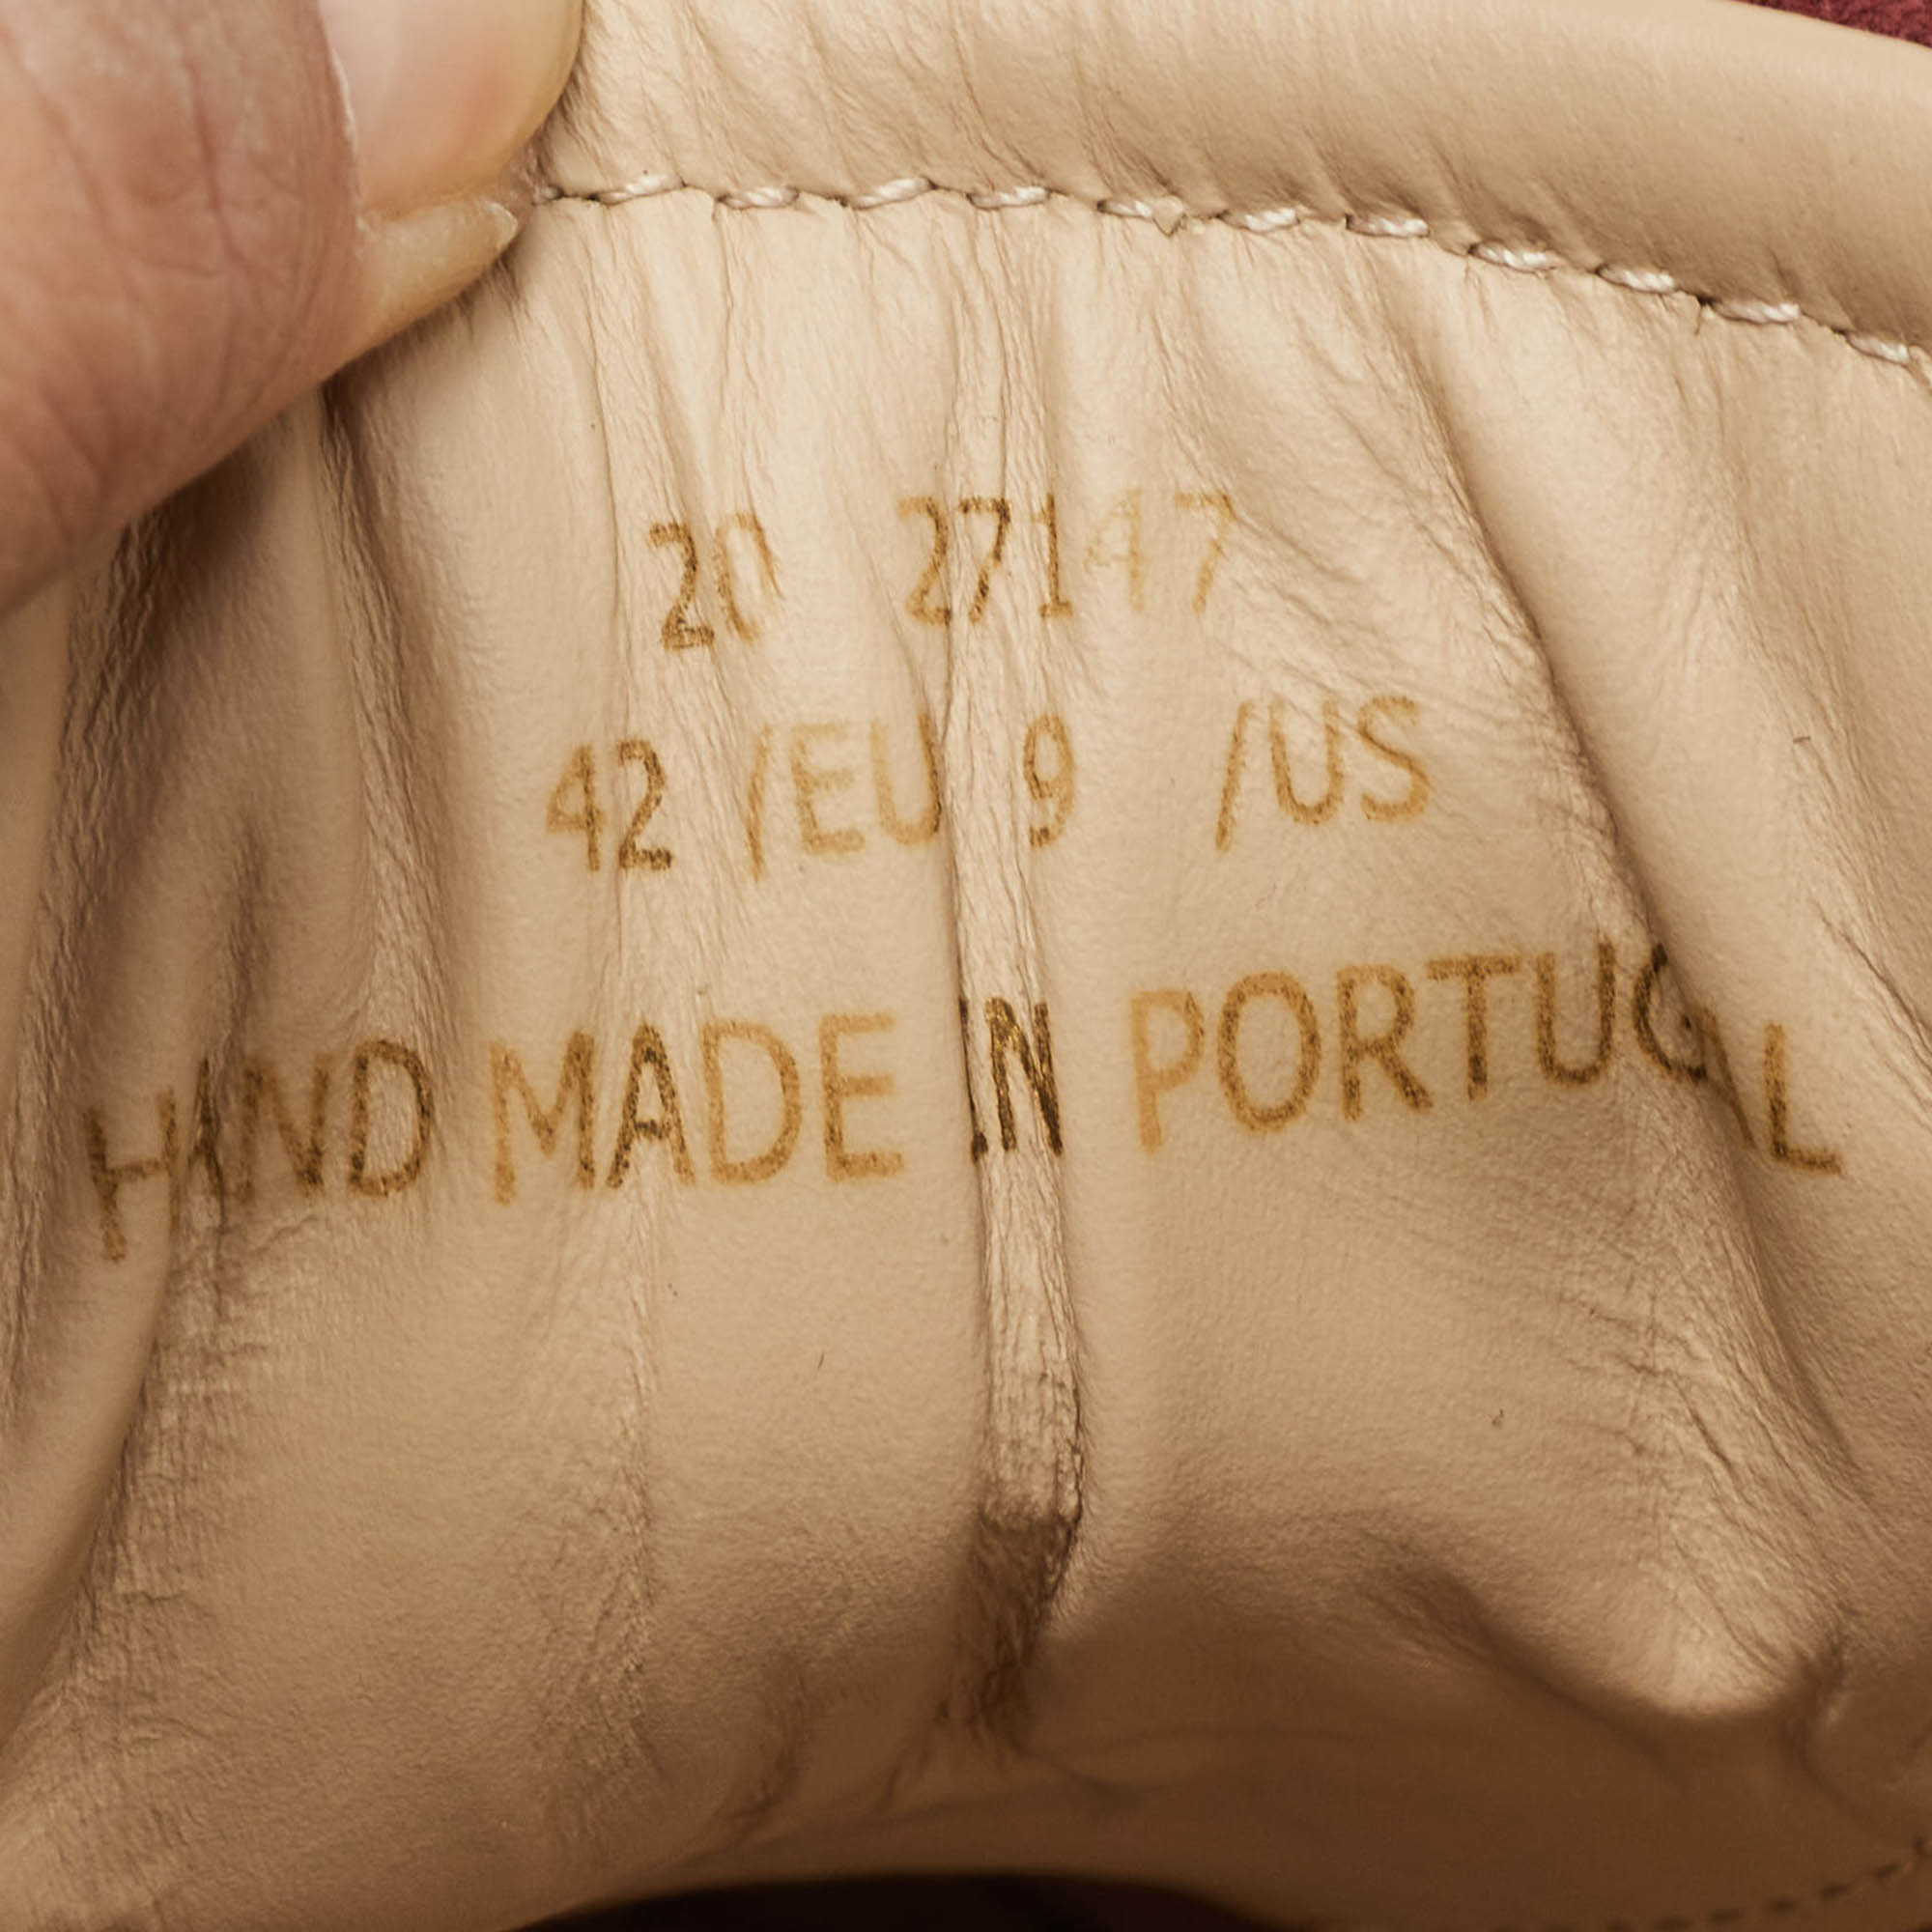 20 27147
42 /EU 9 /US
HAND MADE IN PORTUGAL